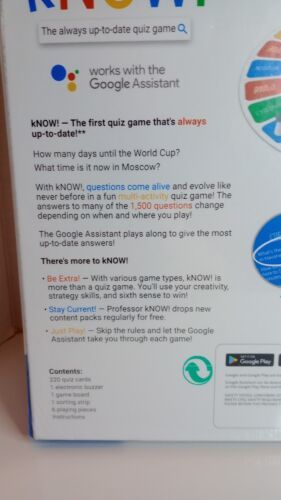 kNOW!
The always up-to-date quiz game
works with the
Google Assistant
kNOW! – The first quiz game that's always
up-to-date!**
How many days until the World Cup?
What time is it now in Moscow?
With kNOW!, questions come alive and evolve like
never before in a fun multi-activity quiz game! The
answers to many of the 1,500 questions change
depending on when and where you play!
The Google Assistant plays along to give the most
up-to-date answers!
There's more to kNOW!
• Be Extra! – With various game types, kNOW! is
more than a quiz game. You'll use your creativity,
strategy skills, and sixth sense to win!
• Stay Current! – Professor kNOW! drops new
content packs regularly for free.
• Just Play! – Skip the rules and let the Google
Assistant take you through each game!
Contents:
220 quiz cards
1 electronic buzzer
1 game board
1 sorting strip
6 playing pieces
Instructions
GET IT ON
Google Play